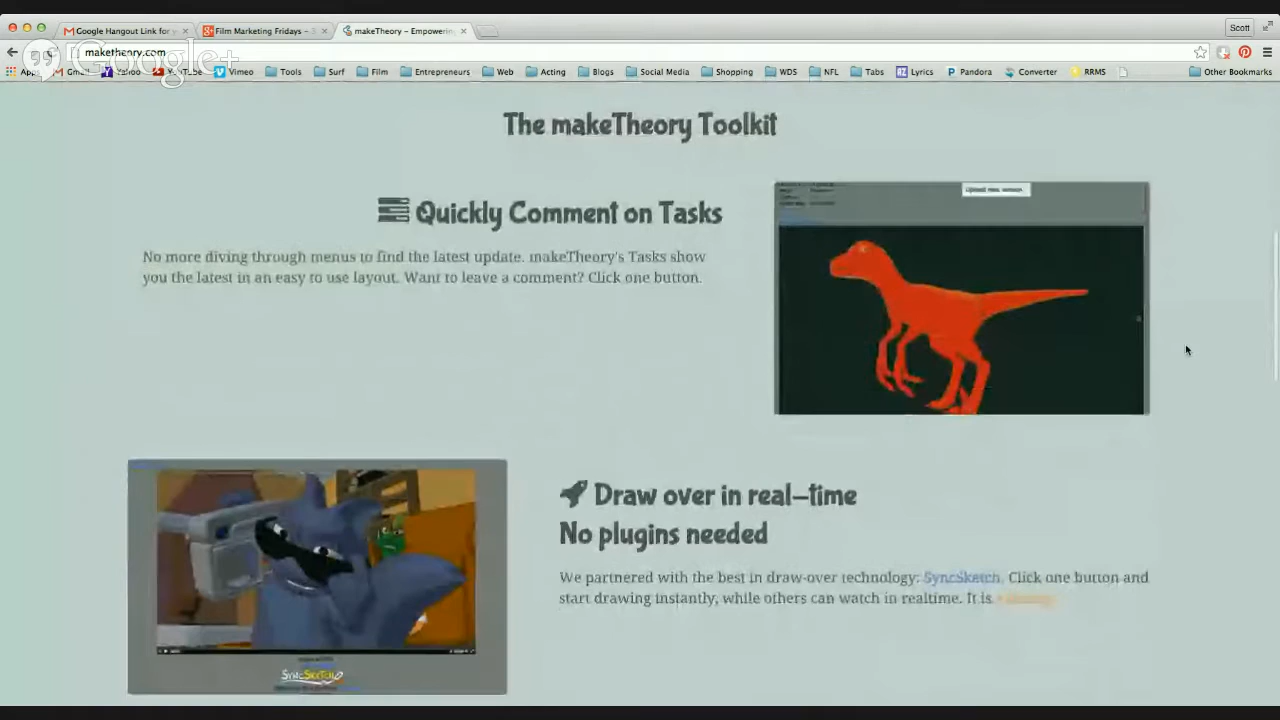 Google Hangout Link for
Film Marketing Fridays – 3
makeTheory – Empowering
Scott
Google+
maketheory.com
Apps
Gmail
Yahoo
YouTube
Vimeo
Tools
Surf
Film
Entrepreneurs
Web
Acting
Blogs
Social Media
Shopping
WDS
NFL
Tabs
Lyrics
Pandora
Converter
RRMS
Other Bookmarks
The makeTheory Toolkit
Quickly Comment on Tasks
No more diving through menus to find the latest update. makeTheory's Tasks show
you the latest in an easy to use layout. Want to leave a comment? Click one button.
Upload new version
Draw over in real-time
No plugins needed
We partnered with the best in draw-over technology: SyncSketch. Click one button and
start drawing instantly, while others can watch in realtime. It is
SYNCSKETCH